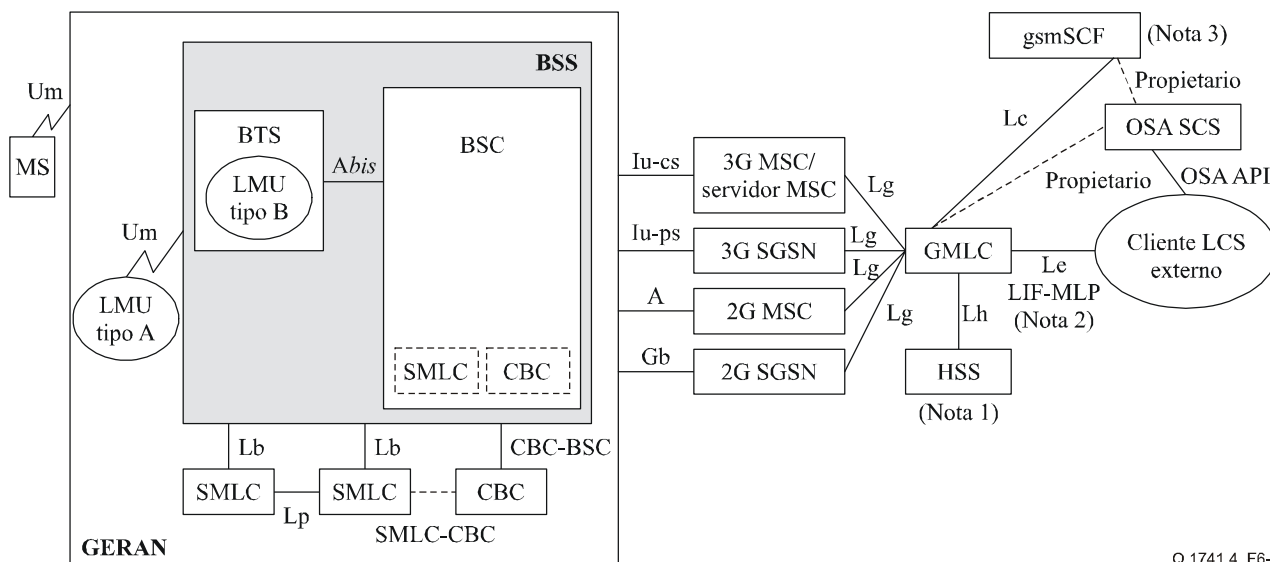 gsmSCF
(Nota 3)
BSS
Um
Propietario
BTS
BSC
Lc
OSA SCS
MS
LMU
tipo B
Abis
Iu-cs
3G MSC/
servidor MSC
Lg
Propietario
OSA API
Um
Iu-ps
3G SGSN
Lg
GMLC
Le
LIF-MLP
(Nota 2)
Cliente LCS
externo
LMU
tipo A
A
2G MSC
Lg
Lg
Lh
Gb
2G SGSN
HSS
(Nota 1)
SMLC
CBC
Lb
Lb
CBC-BSC
SMLC
Lp
SMLC
SMLC-CBC
CBC
GERAN